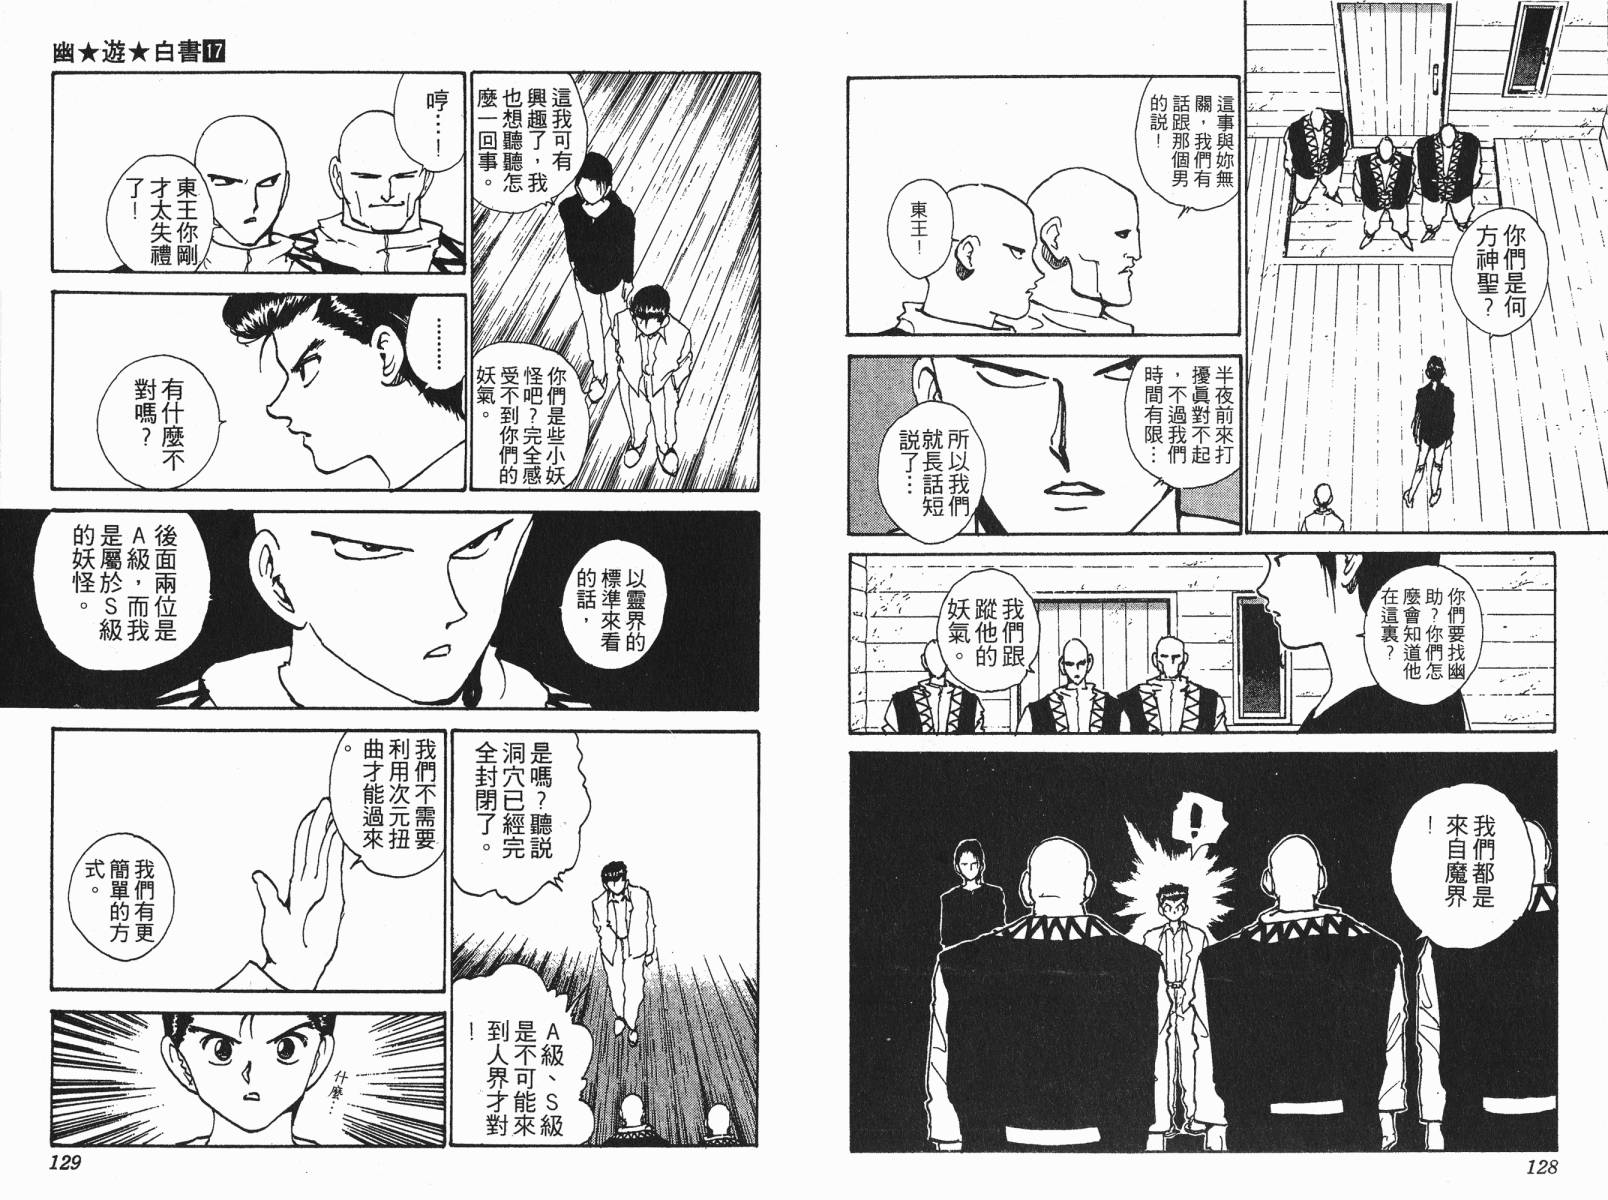 你們是何
方神聖？
這事與妳無
關，我們有
話跟那個男
的説！
東王！
半夜前來打
擾眞對不起
，不過我們
時間有限…
所以我們
就長話短
説了…
你們要找幽
助？你們怎
麼會知道他
在這裏？
我們跟
蹤他的
妖氣。
我們都是
來自魔界
！
！
128
幽★遊★白書17
這我可有
興趣了，我
也想聽聽怎
麼一回事。
你們是些小妖
怪吧？完全感
受不到你們的
妖氣。
哼……！
東王你剛
才太失禮
了！
………
有什麼不
對嗎？
以靈界的
標準來看
的話，
後面兩位是
A級，而我
是屬於S級
的妖怪。
是嗎？聽説
洞穴已經完
全封閉了。
A級、S級
是不可能來
到人界才對
！
我們不需要
利用次元扭
曲才能過來
。
我們有更
簡單的方
式。
什麼…
129